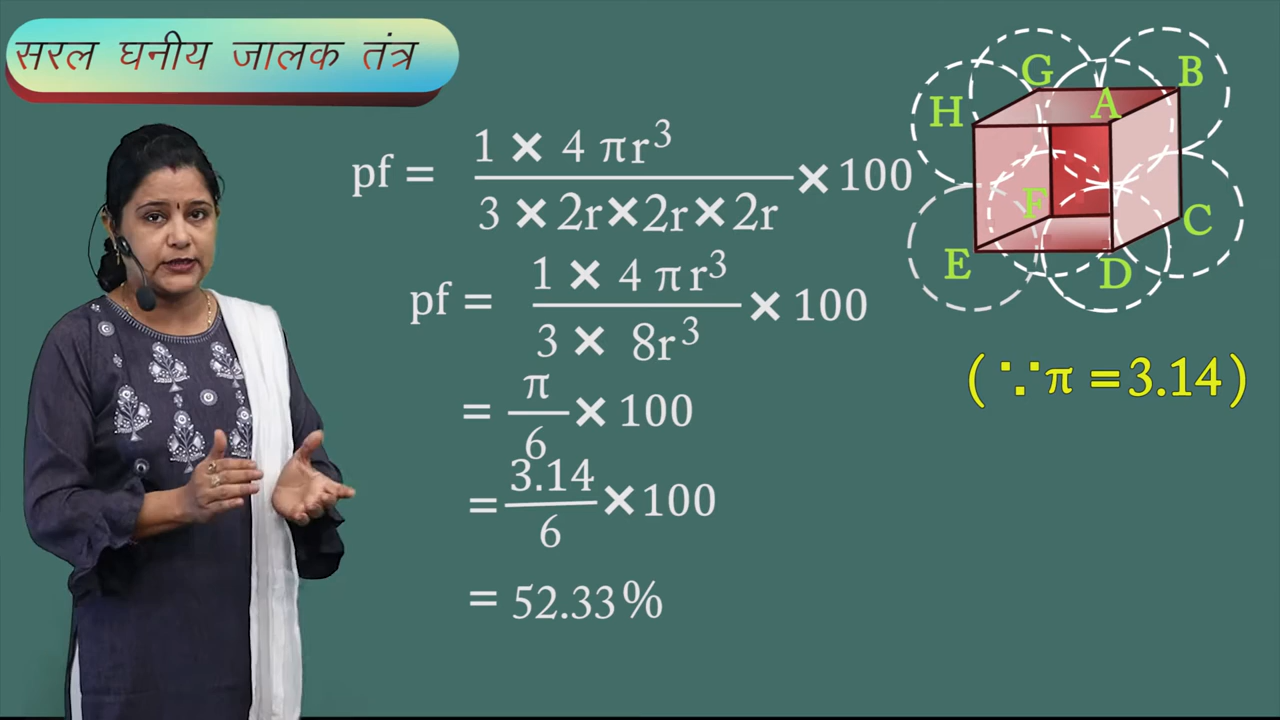 सरल घनीय जालक तंत्र
pf = 1 × 4 πr³ / 3 × 2r × 2r × 2r × 100
pf = 1 × 4 πr³ / 3 × 8r³ × 100
= π / 6 × 100
= 3.14 / 6 × 100
= 52.33%
G B
H A
F C
E D
(∵π = 3.14)